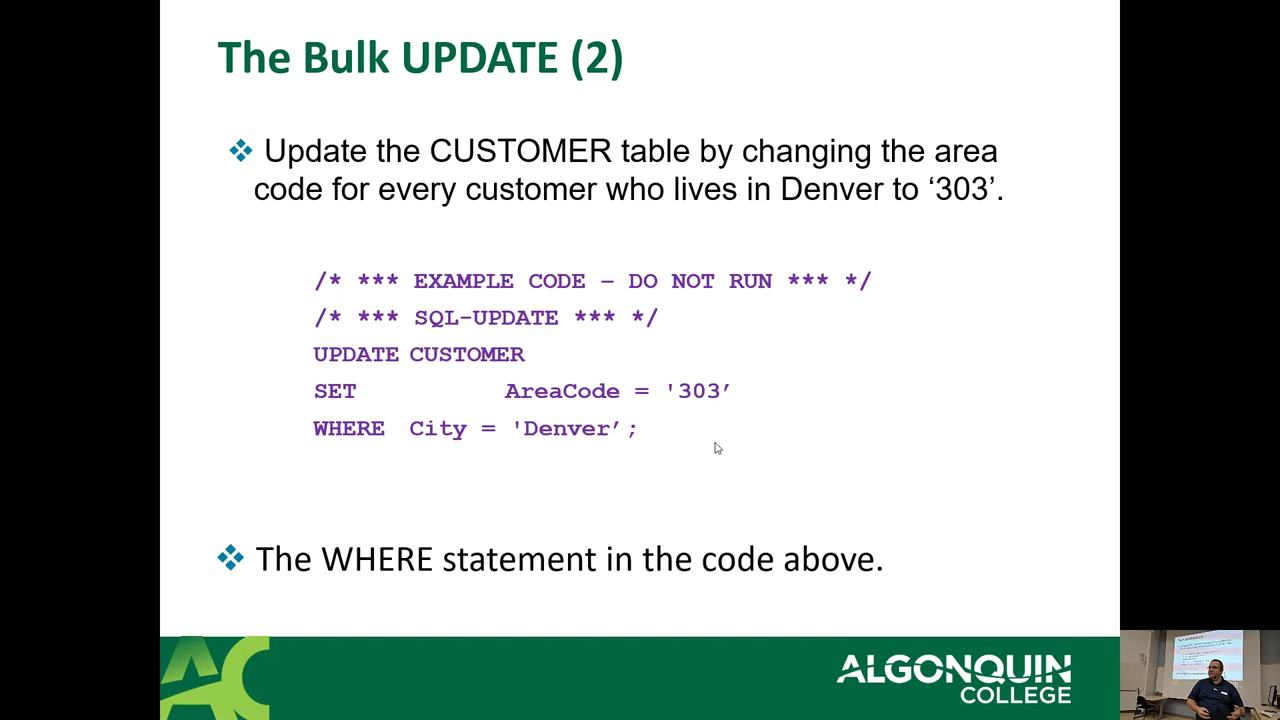 The Bulk UPDATE (2)
❖ Update the CUSTOMER table by changing the area
code for every customer who lives in Denver to ‘303’.
/* *** EXAMPLE CODE – DO NOT RUN *** */
/* *** SQL-UPDATE *** */
UPDATE CUSTOMER
SET AreaCode = '303’
WHERE City = 'Denver’;
❖ The WHERE statement in the code above.
AC
ALGONQUIN
COLLEGE